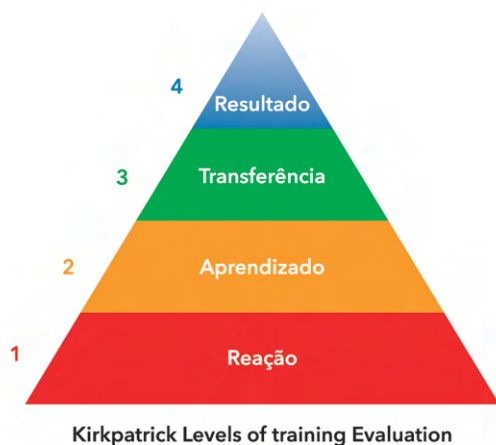 4
Resultado
3
Transferência
2
Aprendizado
1
Reação
Kirkpatrick Levels of training Evaluation